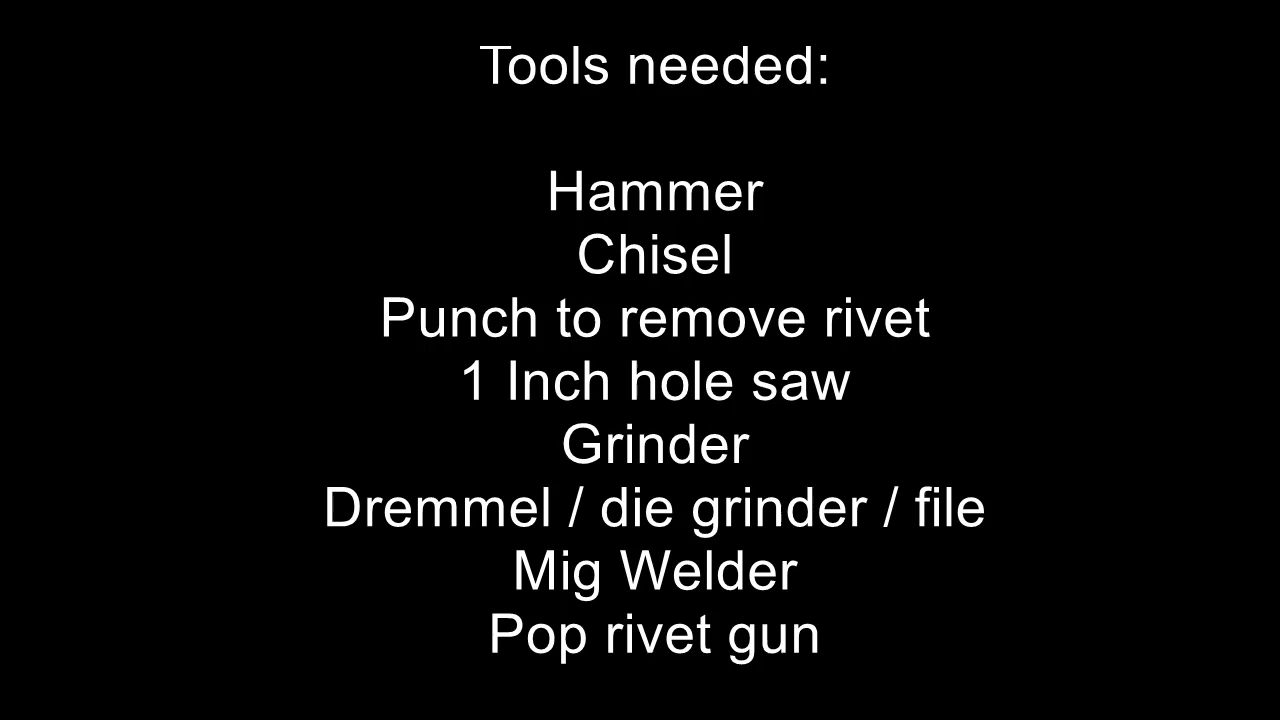 Tools needed:
Hammer
Chisel
Punch to remove rivet
1 Inch hole saw
Grinder
Dremmel / die grinder / file
Mig Welder
Pop rivet gun